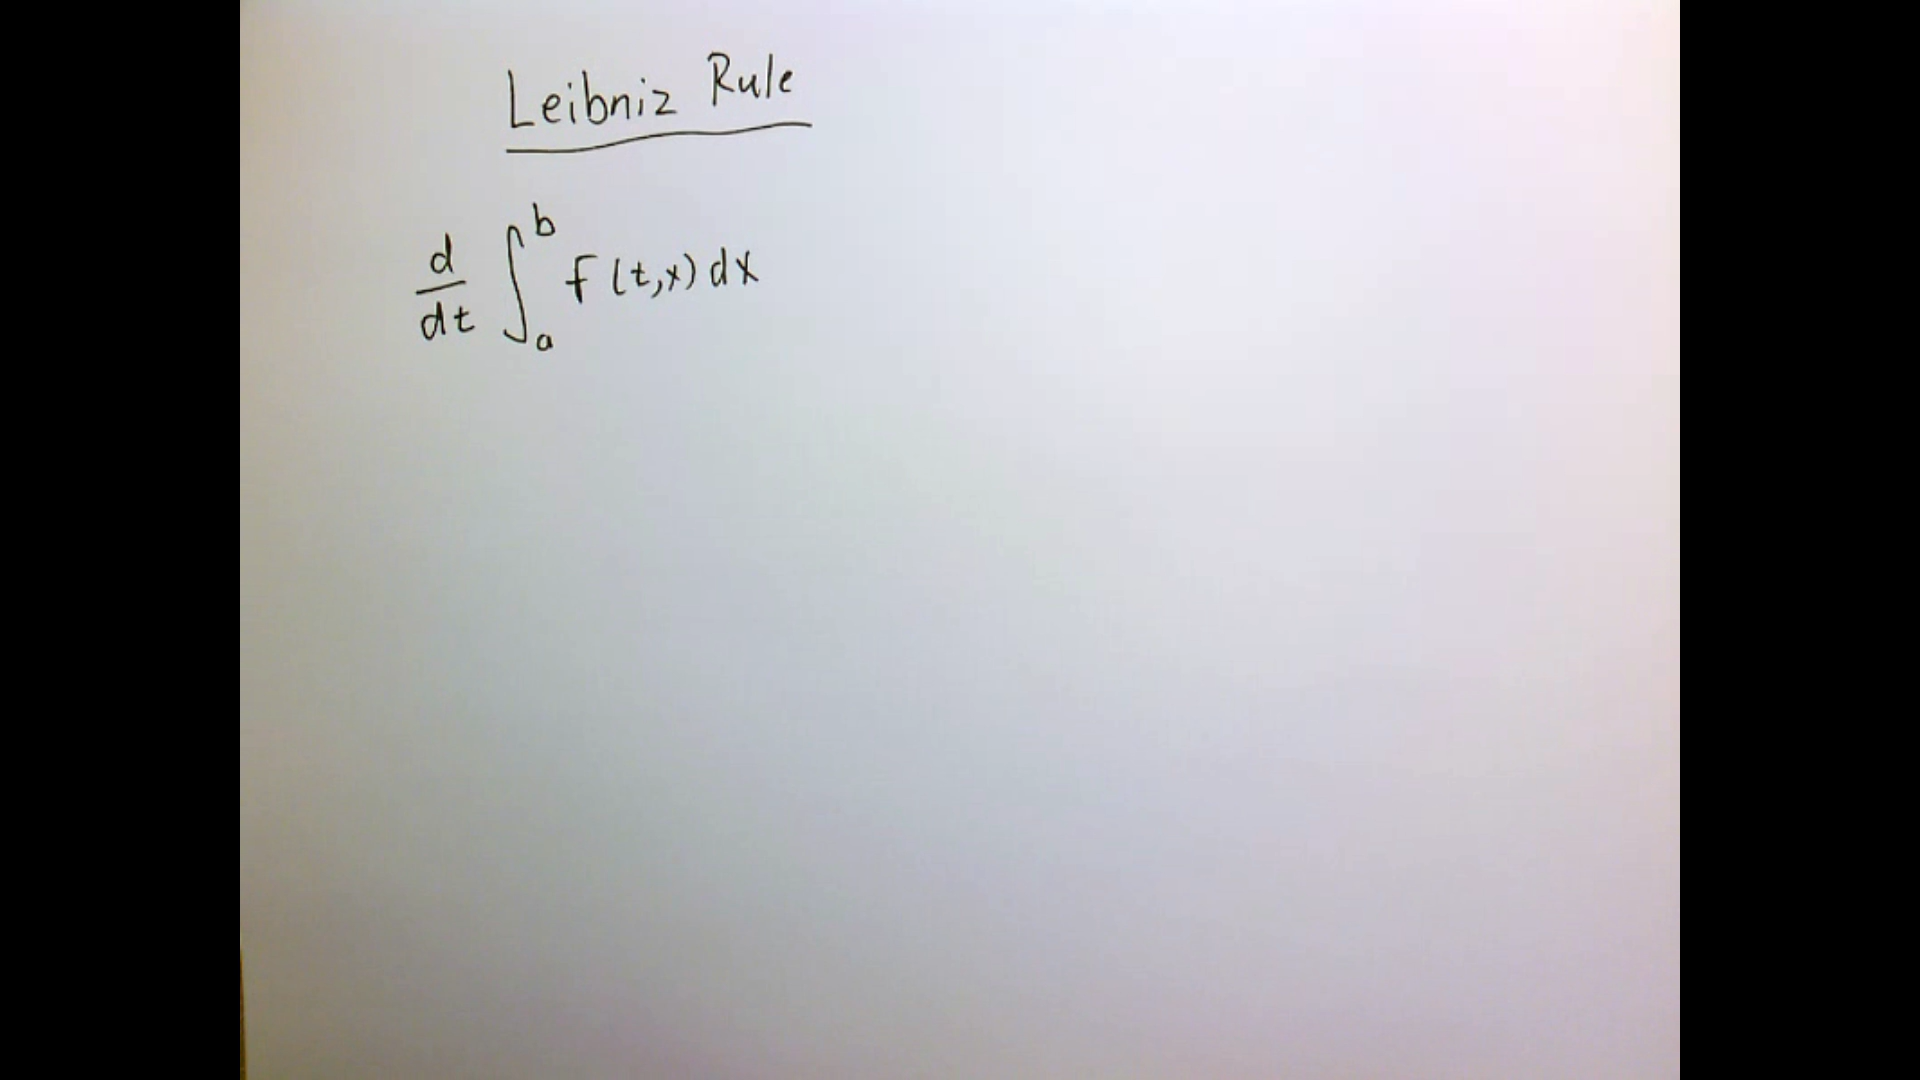 Leibniz Rule
d/dt ∫_a^b f(t,x)dx